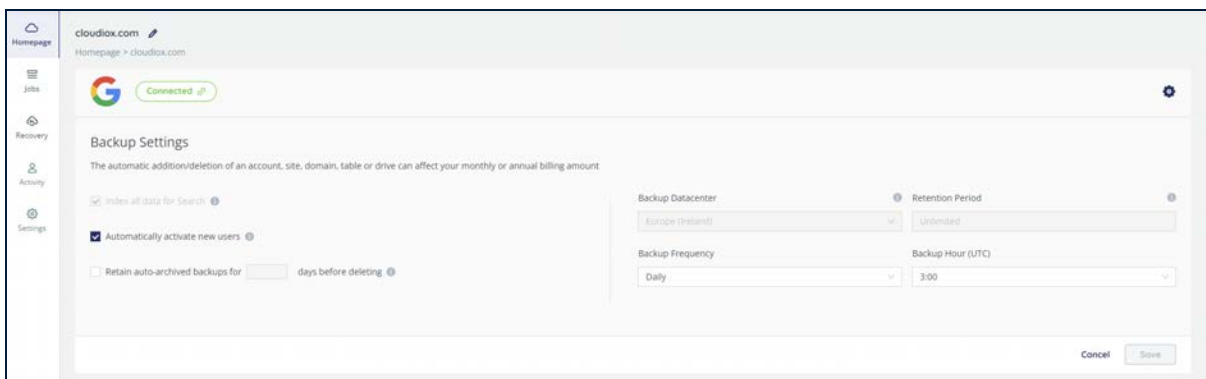 Homepage
Jobs
Recovery
Activity
Settings
cloudiox.com
Homepage > cloudiox.com
Connected
Backup Settings
The automatic addition/deletion of an account, site, domain, table or drive can affect your monthly or annual billing amount
Index all data for Search
Automatically activate new users
Retain auto-archived backups for days before deleting
Backup Datacenter
Europe (Ireland)
Retention Period
Unlimited
Backup Frequency
Daily
Backup Hour (UTC)
3:00
Cancel
Save